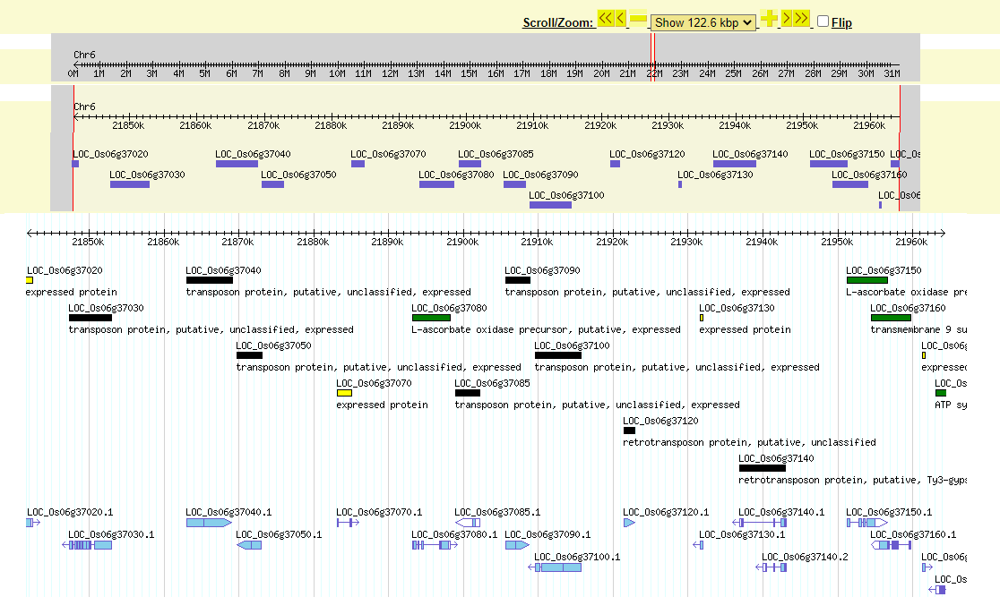 Scroll/Zoom: << < Show 122.6 kbp > >> Flip
Chr6
0M 1M 2M 3M 4M 5M 6M 7M 8M 9M 10M 11M 12M 13M 14M 15M 16M 17M 18M 19M 20M 21M 22M 23M 24M 25M 26M 27M 28M 29M 30M 31M
Chr6
21850k 21860k 21870k 21880k 21890k 21900k 21910k 21920k 21930k 21940k 21950k 21960k
LOC_Os06g37020 LOC_Os06g37040 LOC_Os06g37070 LOC_Os06g37085 LOC_Os06g37120 LOC_Os06g37140 LOC_Os06g37150 LOC_Os
LOC_Os06g37030 LOC_Os06g37050 LOC_Os06g37080 LOC_Os06g37090 LOC_Os06g37130 LOC_Os06g37160
LOC_Os06g37100 LOC_Os06
21850k 21860k 21870k 21880k 21890k 21900k 21910k 21920k 21930k 21940k 21950k 21960k
LOC_Os06g37020 LOC_Os06g37040 LOC_Os06g37090 LOC_Os06g37150
expressed protein transposon protein, putative, unclassified, expressed transposon protein, putative, unclassified, expressed L-ascorbate oxidase pre
LOC_Os06g37030 LOC_Os06g37080 LOC_Os06g37130 LOC_Os06g37160
transposon protein, putative, unclassified, expressed L-ascorbate oxidase precursor, putative, expressed expressed protein transmembrane 9 su
LOC_Os06g37050 LOC_Os06g37100 LOC_Os06g
transposon protein, putative, unclassified, expressed transposon protein, putative, unclassified, expressed expressed
LOC_Os06g37070 LOC_Os06g37085 LOC_Os
expressed protein transposon protein, putative, unclassified, expressed ATP sy
LOC_Os06g37120
retrotransposon protein, putative, unclassified
LOC_Os06g37140
retrotransposon protein, putative, Ty3-gyps
LOC_Os06g37020.1 LOC_Os06g37040.1 LOC_Os06g37070.1 LOC_Os06g37085.1 LOC_Os06g37120.1 LOC_Os06g37140.1 LOC_Os06g37150.1
LOC_Os06g37030.1 LOC_Os06g37050.1 LOC_Os06g37080.1 LOC_Os06g37090.1 LOC_Os06g37130.1 LOC_Os06g37160.1
LOC_Os06g37100.1 LOC_Os06g37140.2 LOC_Os06g
LOC_Os